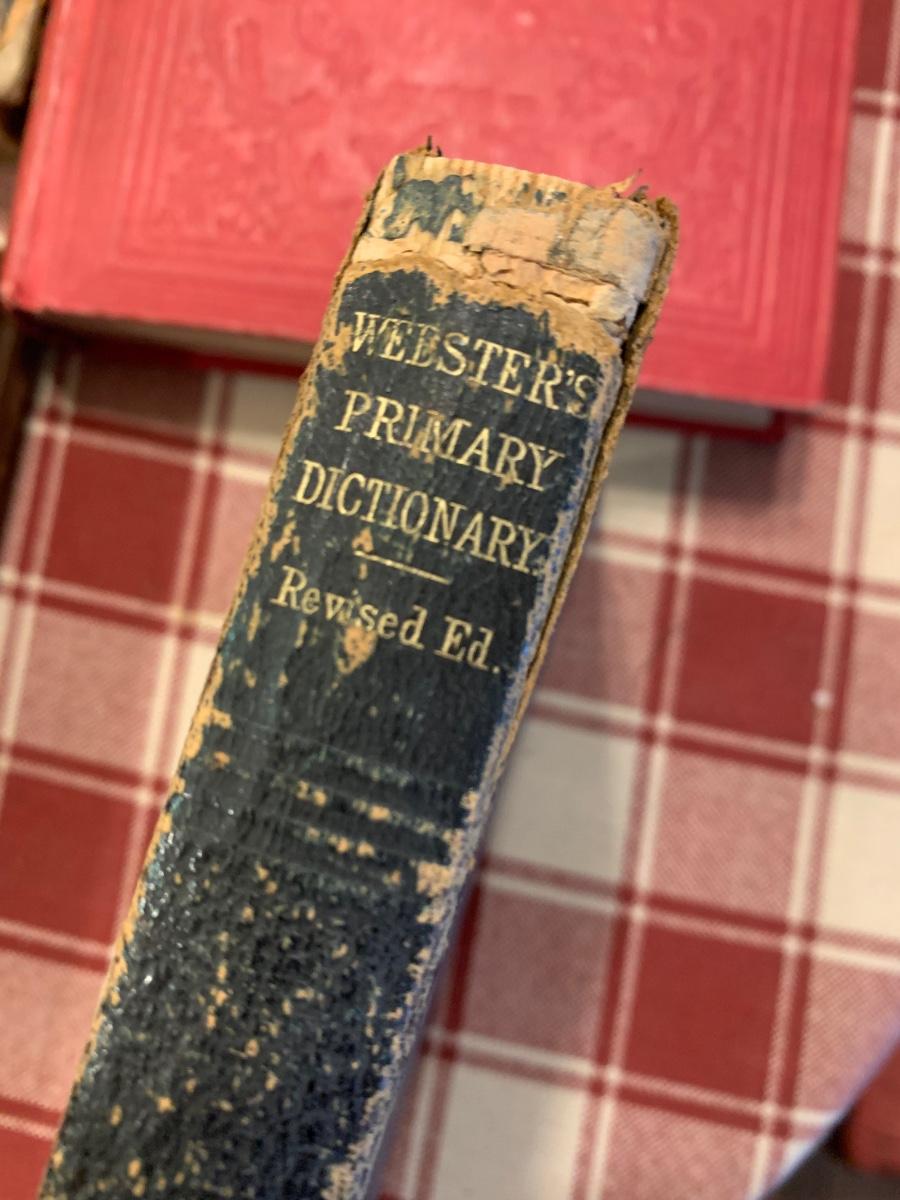 WEBSTER'S
PRIMARY
DICTIONARY.
Revised Ed.